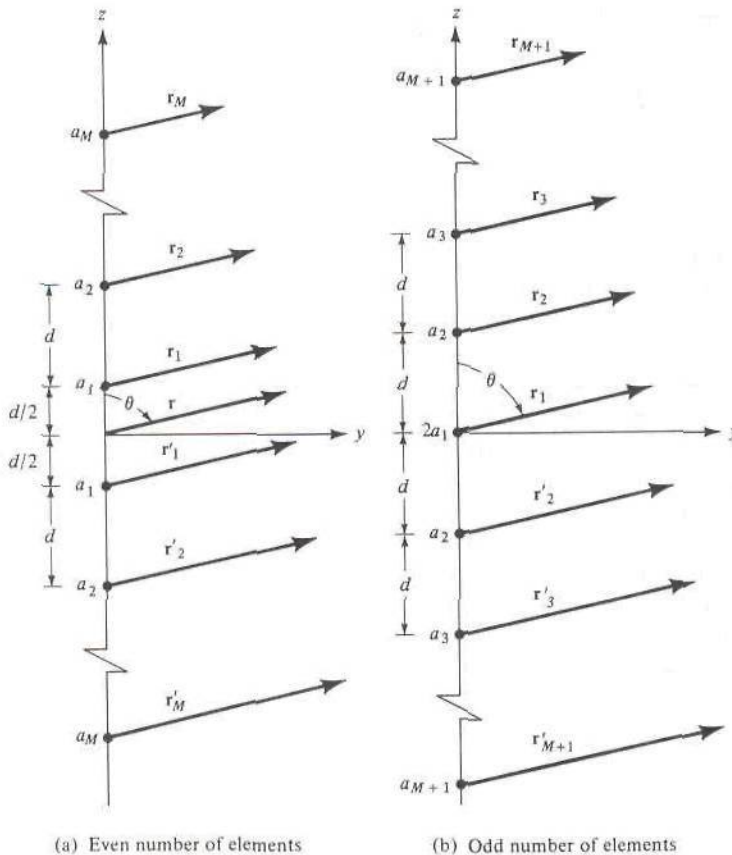 z
r_M
a_M
r_2
a_2
d
r_1
a_1
θ
r
d/2
y
d/2
r'_1
a_1
d
r'_2
a_2
r'_M
a_M
(a) Even number of elements
z
r_{M+1}
a_{M+1}
r_3
a_3
d
r_2
a_2
d
θ
r_1
2a_1
d
r'_2
a_2
d
r'_3
a_3
r'_{M+1}
a_{M+1}
(b) Odd number of elements